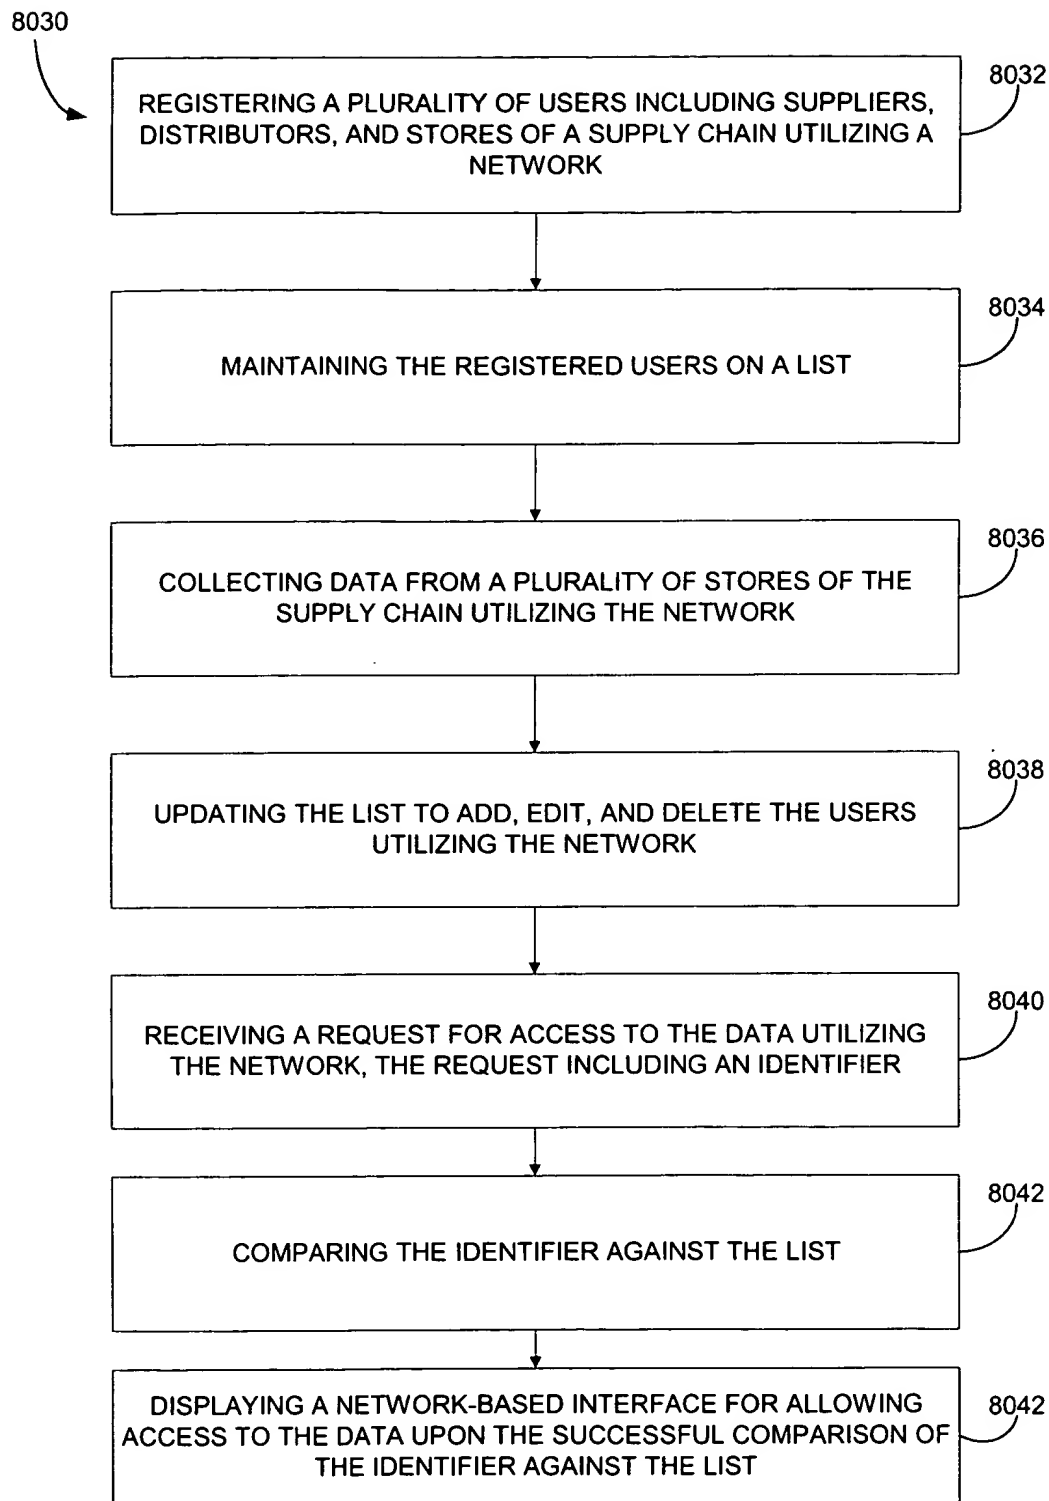 8030
8032
REGISTERING A PLURALITY OF USERS INCLUDING SUPPLIERS,
DISTRIBUTORS, AND STORES OF A SUPPLY CHAIN UTILIZING A
NETWORK
8034
MAINTAINING THE REGISTERED USERS ON A LIST
8036
COLLECTING DATA FROM A PLURALITY OF STORES OF THE
SUPPLY CHAIN UTILIZING THE NETWORK
8038
UPDATING THE LIST TO ADD, EDIT, AND DELETE THE USERS
UTILIZING THE NETWORK
8040
RECEIVING A REQUEST FOR ACCESS TO THE DATA UTILIZING
THE NETWORK, THE REQUEST INCLUDING AN IDENTIFIER
8042
COMPARING THE IDENTIFIER AGAINST THE LIST
8042
DISPLAYING A NETWORK-BASED INTERFACE FOR ALLOWING
ACCESS TO THE DATA UPON THE SUCCESSFUL COMPARISON OF
THE IDENTIFIER AGAINST THE LIST